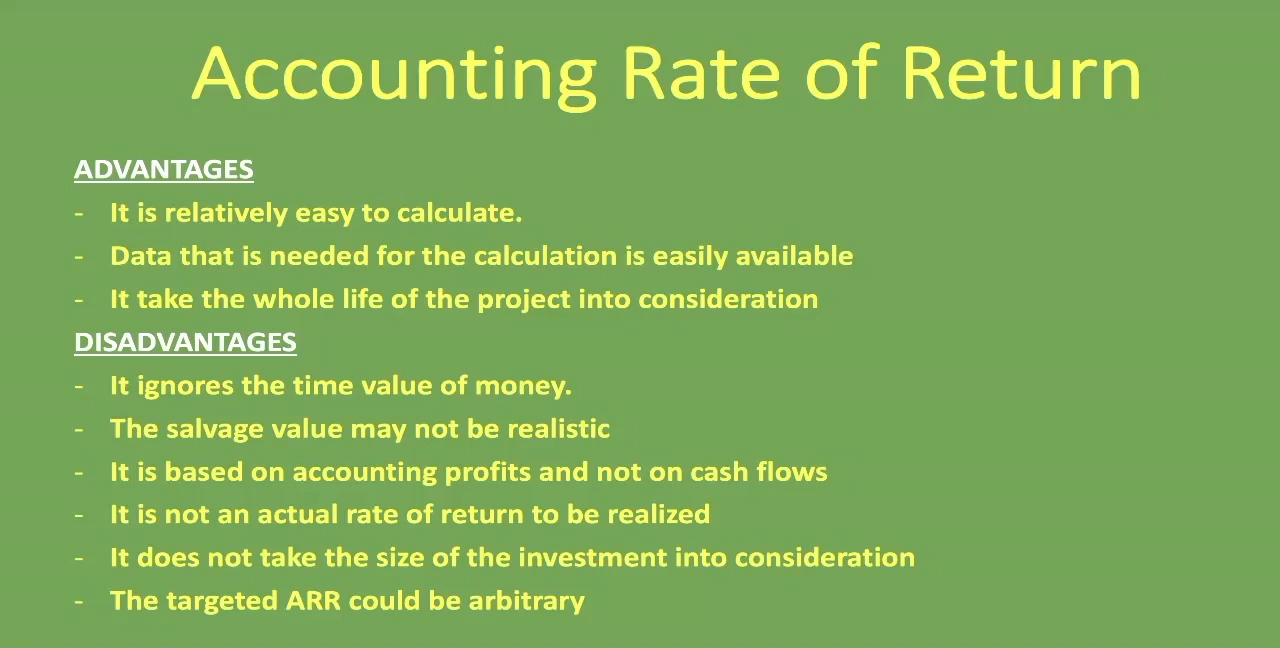 Accounting Rate of Return
ADVANTAGES
- It is relatively easy to calculate.
- Data that is needed for the calculation is easily available
- It take the whole life of the project into consideration
DISADVANTAGES
- It ignores the time value of money.
- The salvage value may not be realistic
- It is based on accounting profits and not on cash flows
- It is not an actual rate of return to be realized
- It does not take the size of the investment into consideration
- The targeted ARR could be arbitrary